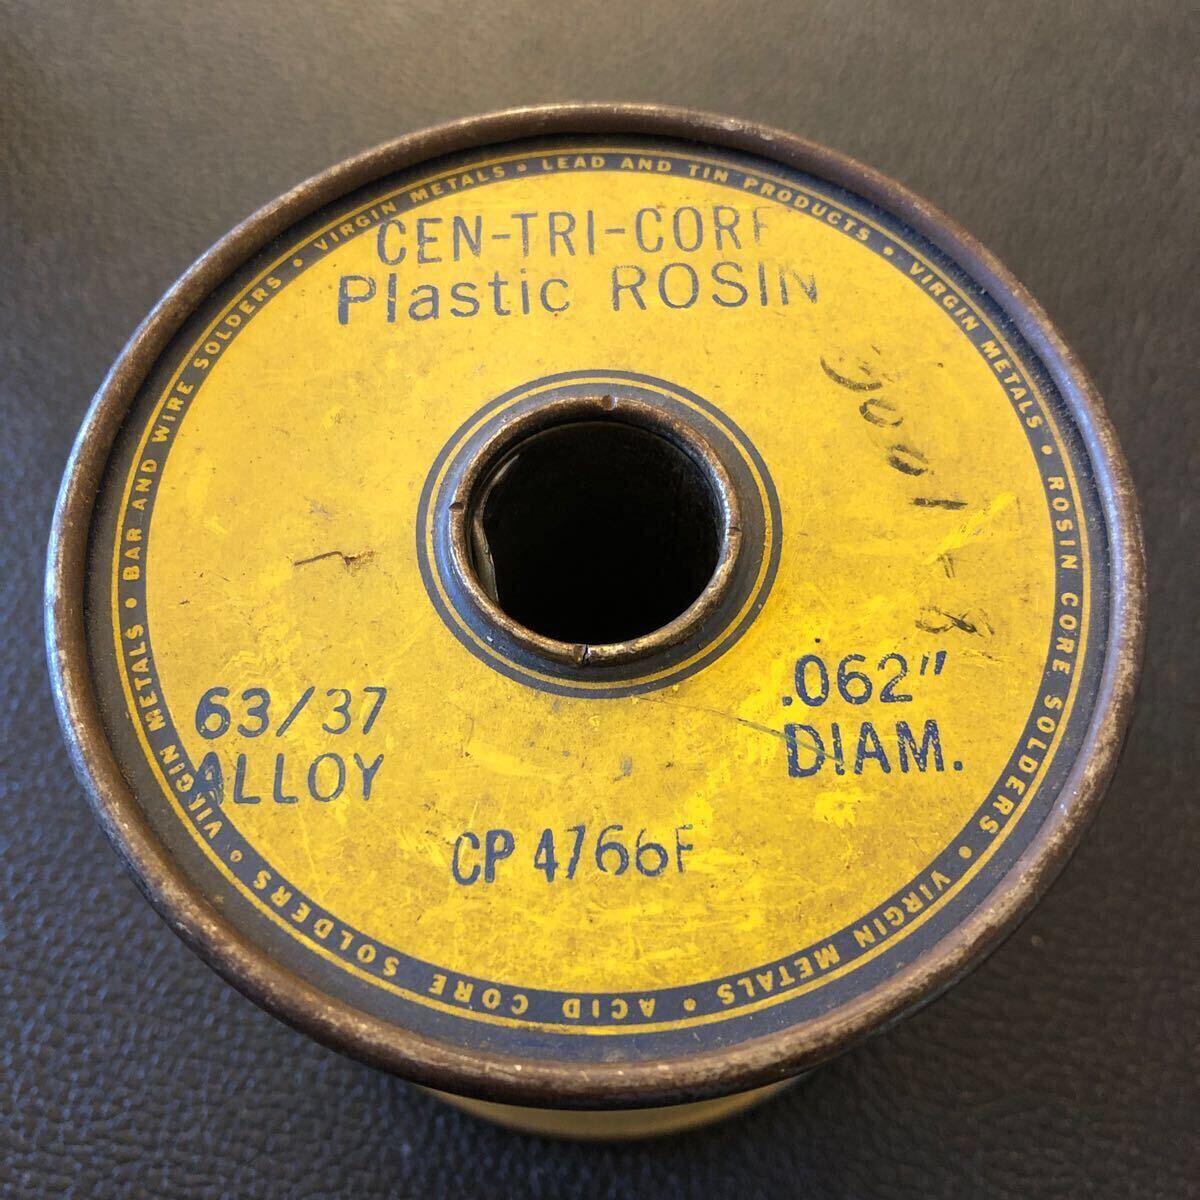 LEAD AND TIN PRODUCTS • VIRGIN METALS • ROSIN CORE SOLDERS • VIRGIN METALS • ACID CORE SOLDERS • VIRGIN METALS • BAR AND WIRE SOLDERS • VIRGIN METALS •
CEN-TRI-CORE
Plastic ROSIN
63/37
ALLOY
.062"
DIAM.
CP 4766F